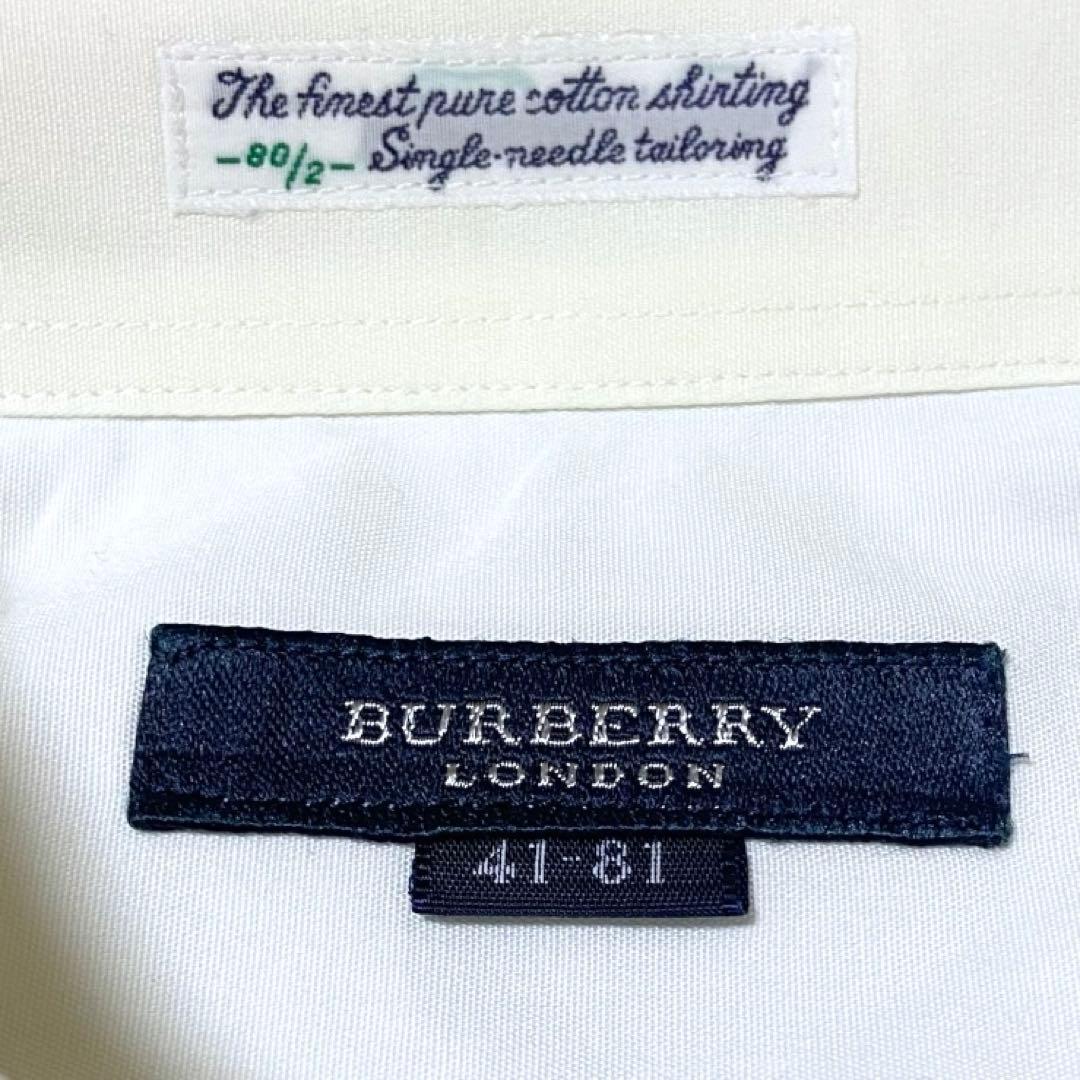 The finest pure cotton shirting
-80/2- Single-needle tailoring
BURBERRY
LONDON
41-81